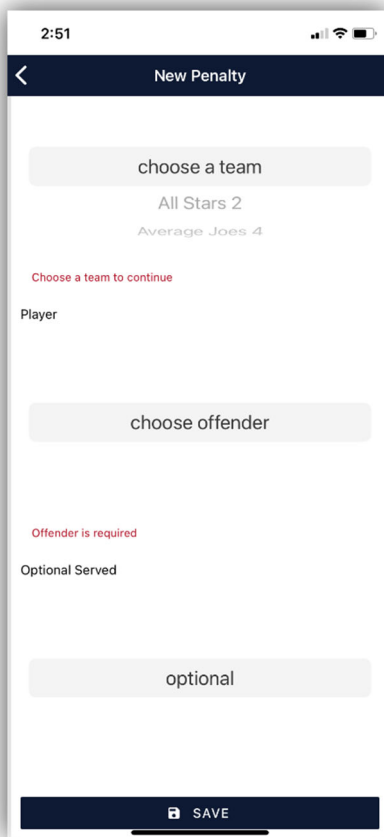 2:51
New Penalty
choose a team
All Stars 2
Average Joes 4
Choose a team to continue
Player
choose offender
Offender is required
Optional Served
optional
SAVE